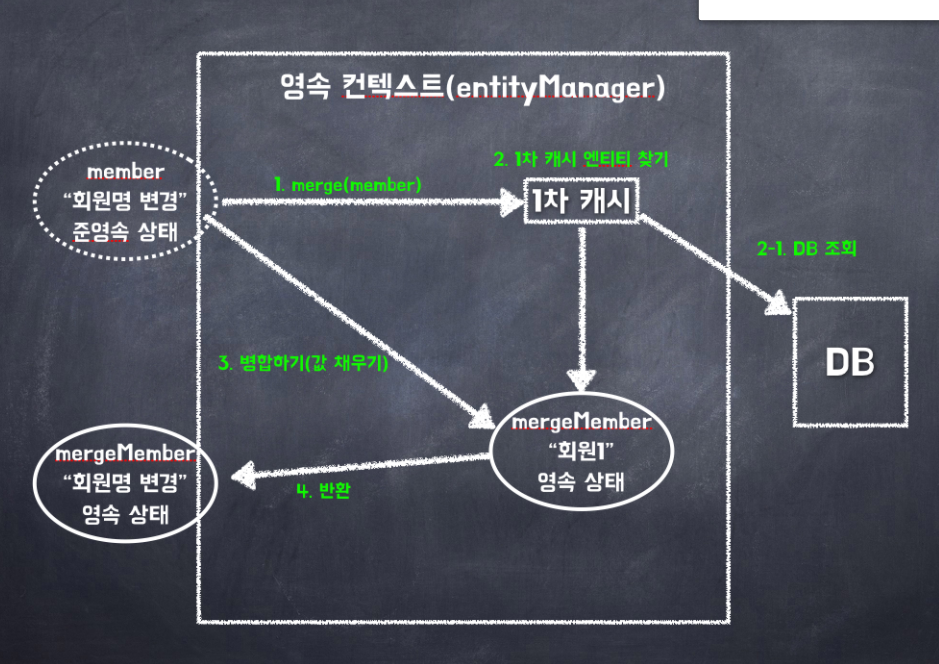 영속 컨텍스트(entityManager)
member
“회원명 변경”
준영속 상태
1. merge(member)
2. 1차 캐시 엔티티 찾기
1차 캐시
2-1. DB 조회
DB
3. 병합하기(값 채우기)
mergeMember
“회원1”
영속 상태
4. 반환
mergeMember
“회원명 변경”
영속 상태